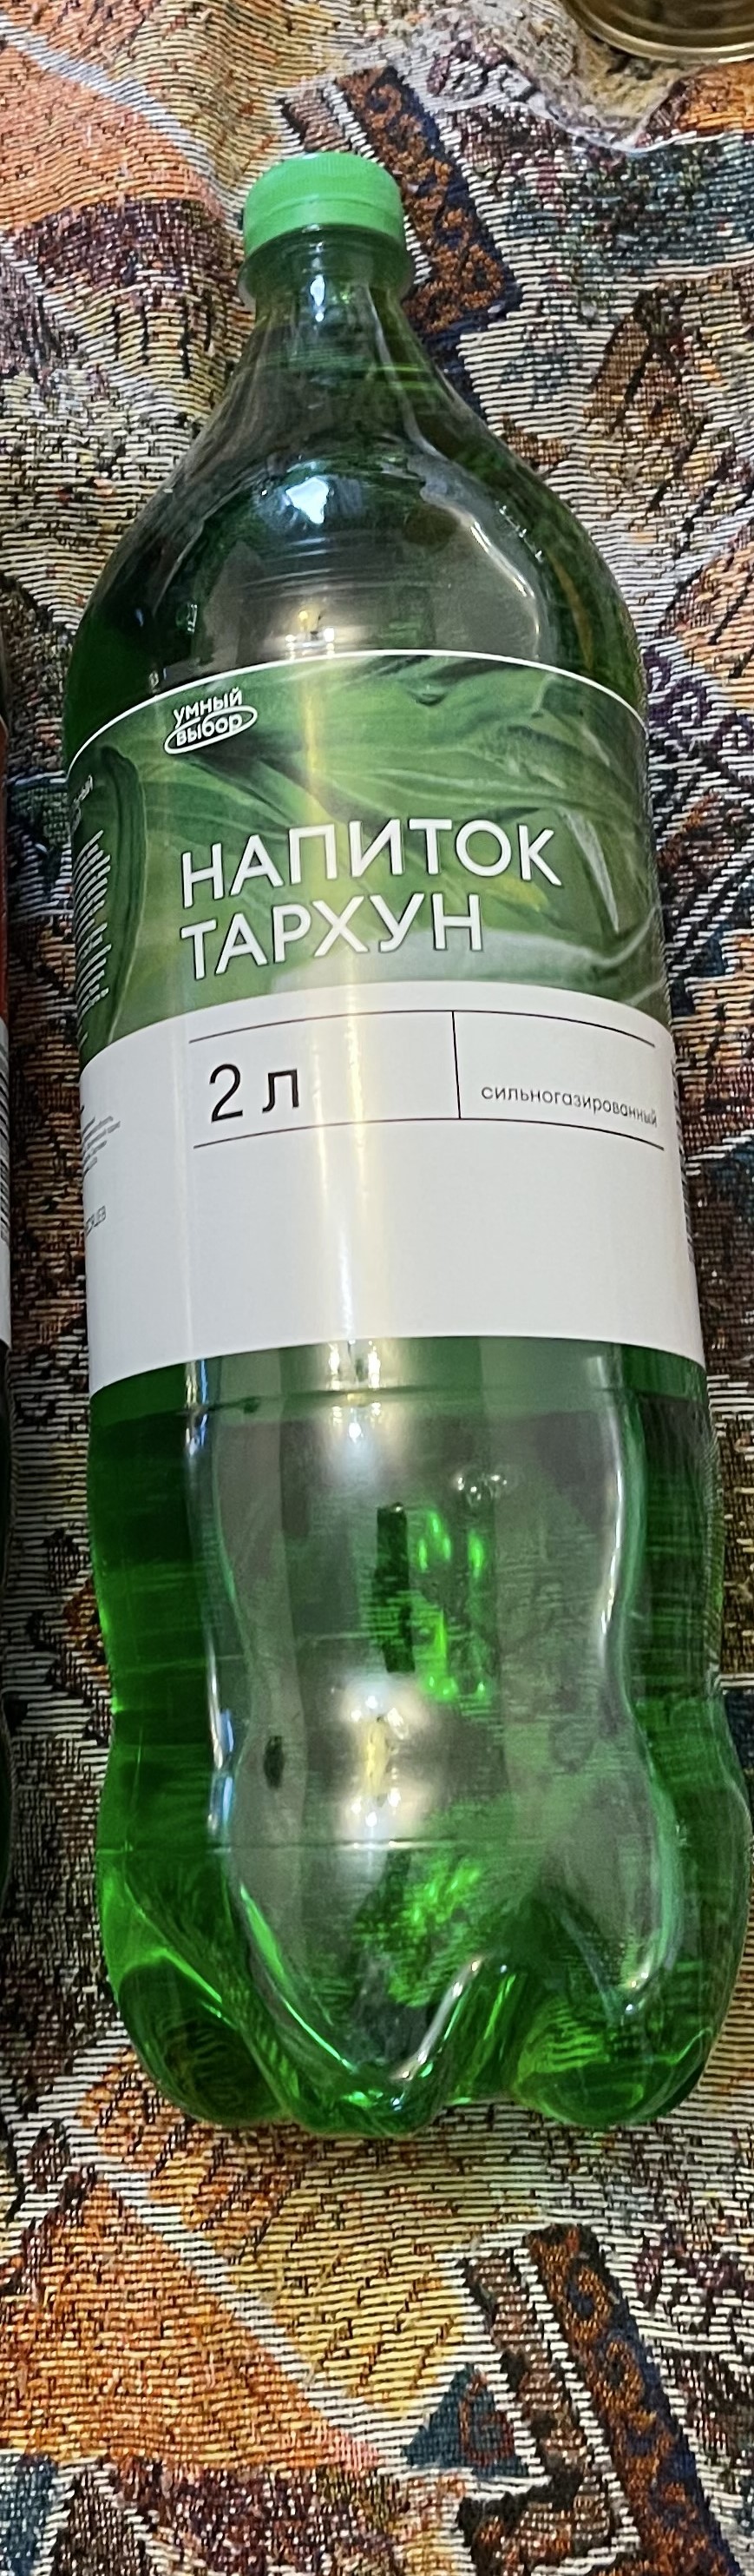 умный
выбор
НАПИТОК
ТАРХУН
2 л
сильногазированный